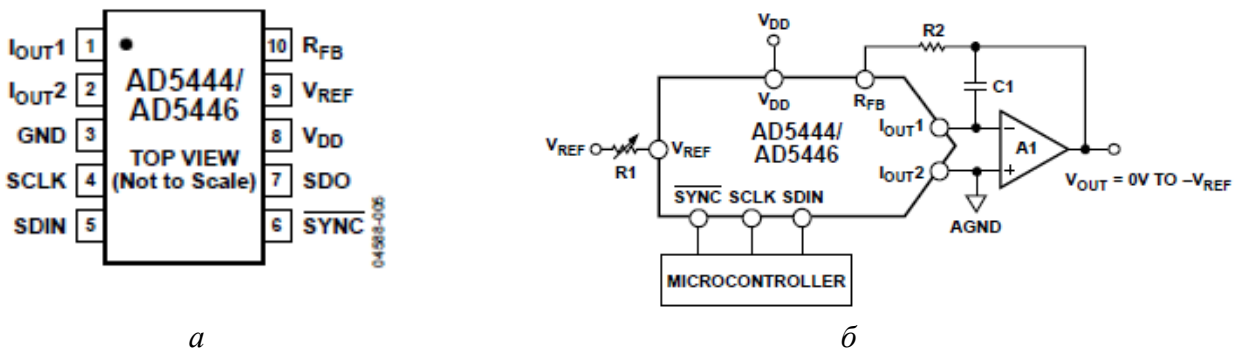 IOUT1 1
IOUT2 2
GND 3
SCLK 4
SDIN 5
AD5444/
AD5446
TOP VIEW
(Not to Scale)
10 RFB
9 VREF
8 VDD
7 SDO
6 SYNC
04588-005
а
VDD
R2
C1
VDD
RFB
AD5444/
AD5446
IOUT1
IOUT2
VREF
R1
VREF
A1
VOUT = 0V TO –VREF
SYNC SCLK SDIN
AGND
MICROCONTROLLER
б